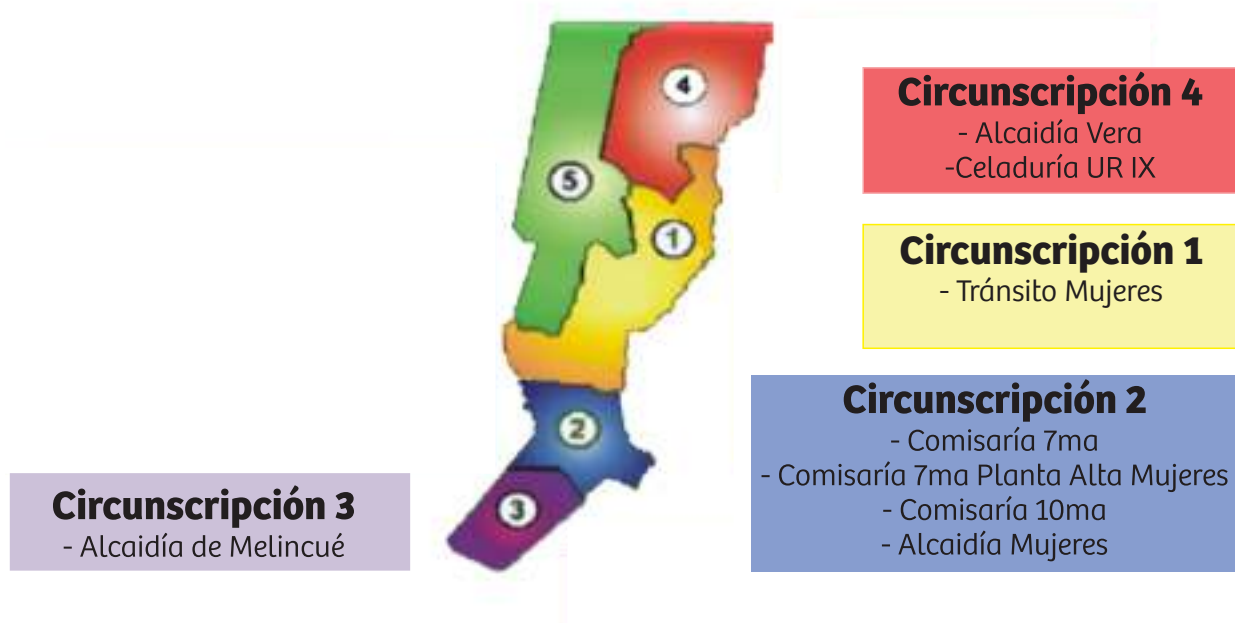 4
5
1
2
3
Circunscripción 4
- Alcaidía Vera
-Celaduría UR IX
Circunscripción 1
- Tránsito Mujeres
Circunscripción 2
- Comisaría 7ma
- Comisaría 7ma Planta Alta Mujeres
- Comisaría 10ma
- Alcaidía Mujeres
Circunscripción 3
- Alcaidía de Melincué